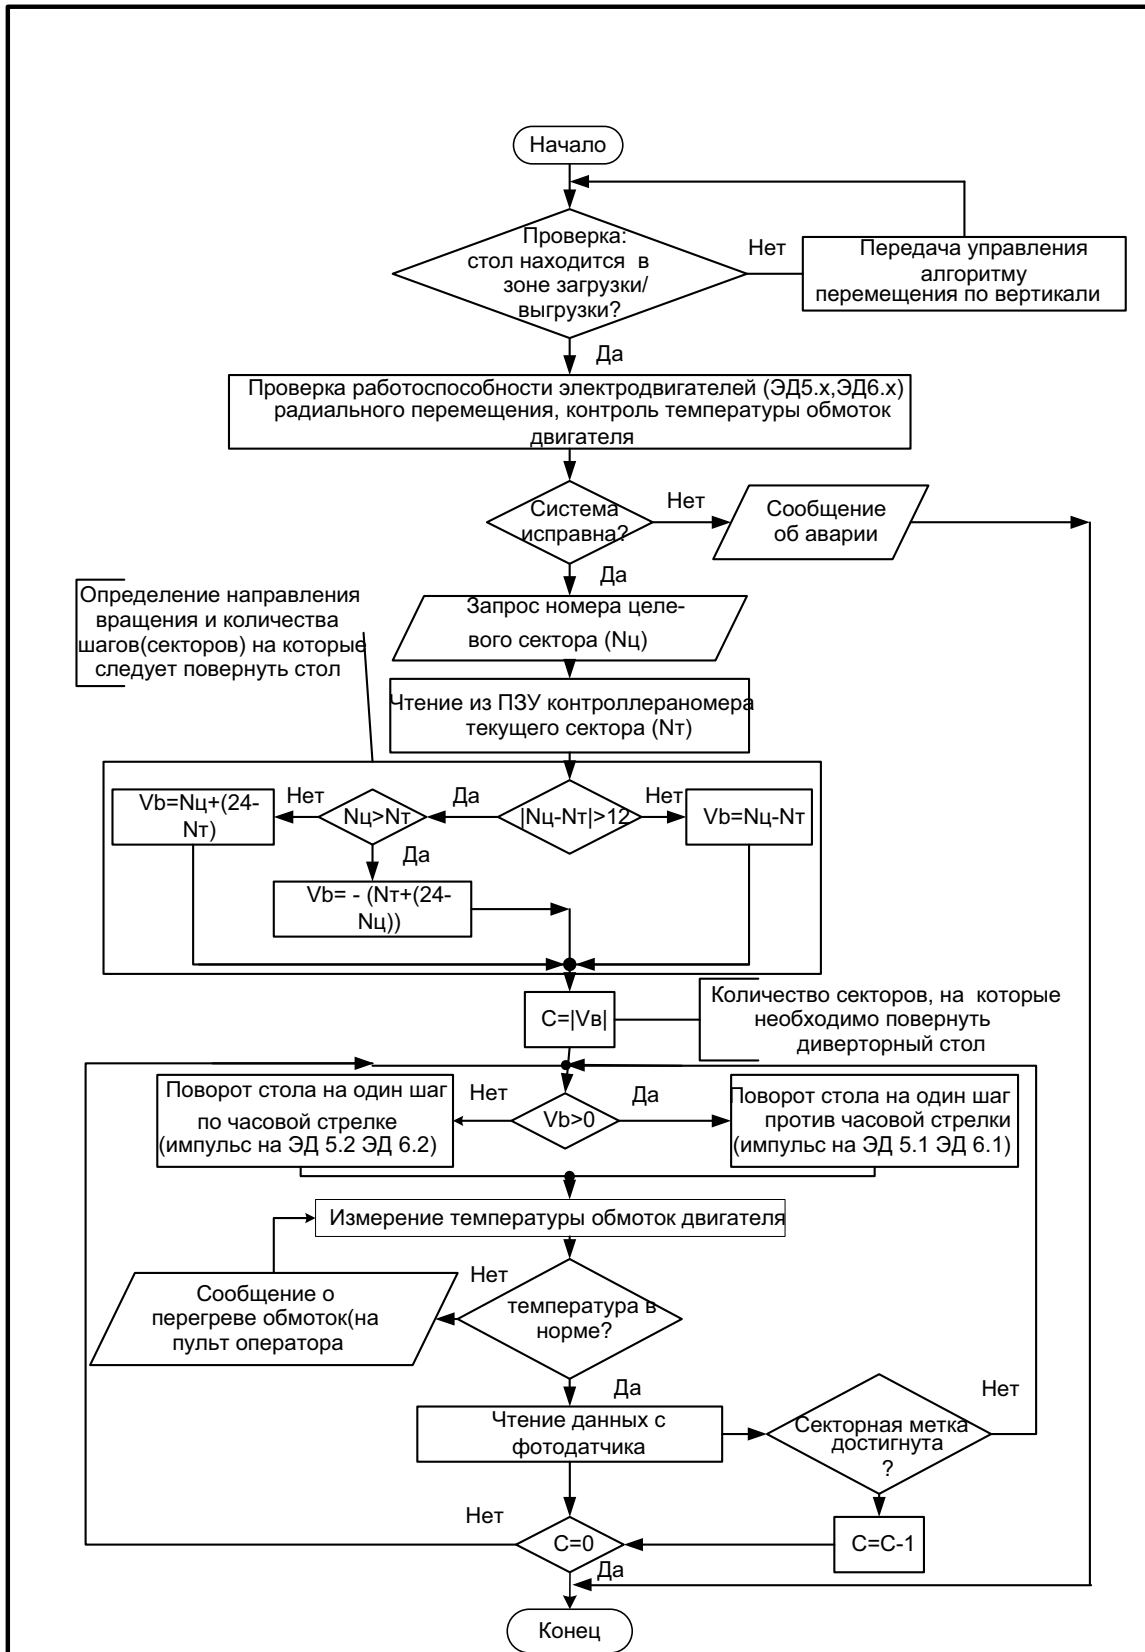 Начало
Проверка:
стол находится в
зоне загрузки/
выгрузки?
Нет
Передача управления
алгоритму
перемещения по вертикали
Да
Проверка работоспособности электродвигателей (ЭД5.х,ЭД6.х)
радиального перемещения, контроль температуры обмоток
двигателя
Система
исправна?
Нет
Сообщение
об аварии
Да
Определение направления
вращения и количества
шагов(секторов) на которые
следует повернуть стол
Запрос номера целе-
вого сектора (Nц)
Чтение из ПЗУ контроллераномера
текущего сектора (Nт)
Vb=Nц+(24-
Nт)
Нет
Nц>Nт
Да
|Nц-Nт|>12
Нет
Vb=Nц-Nт
Да
Vb= - (Nт+(24-
Nц))
C=|Vв|
Количество секторов, на которые
необходимо повернуть
диверторный стол
Поворот стола на один шаг
по часовой стрелке
(импульс на ЭД 5.2 ЭД 6.2)
Нет
Vb>0
Да
Поворот стола на один шаг
против часовой стрелки
(импульс на ЭД 5.1 ЭД 6.1)
Измерение температуры обмоток двигателя
Сообщение о
перегреве обмоток(на
пульт оператора
Нет
температура в
норме?
Да
Чтение данных с
фотодатчика
Секторная метка
достигнута
?
Нет
Нет
C=0
C=C-1
Да
Конец